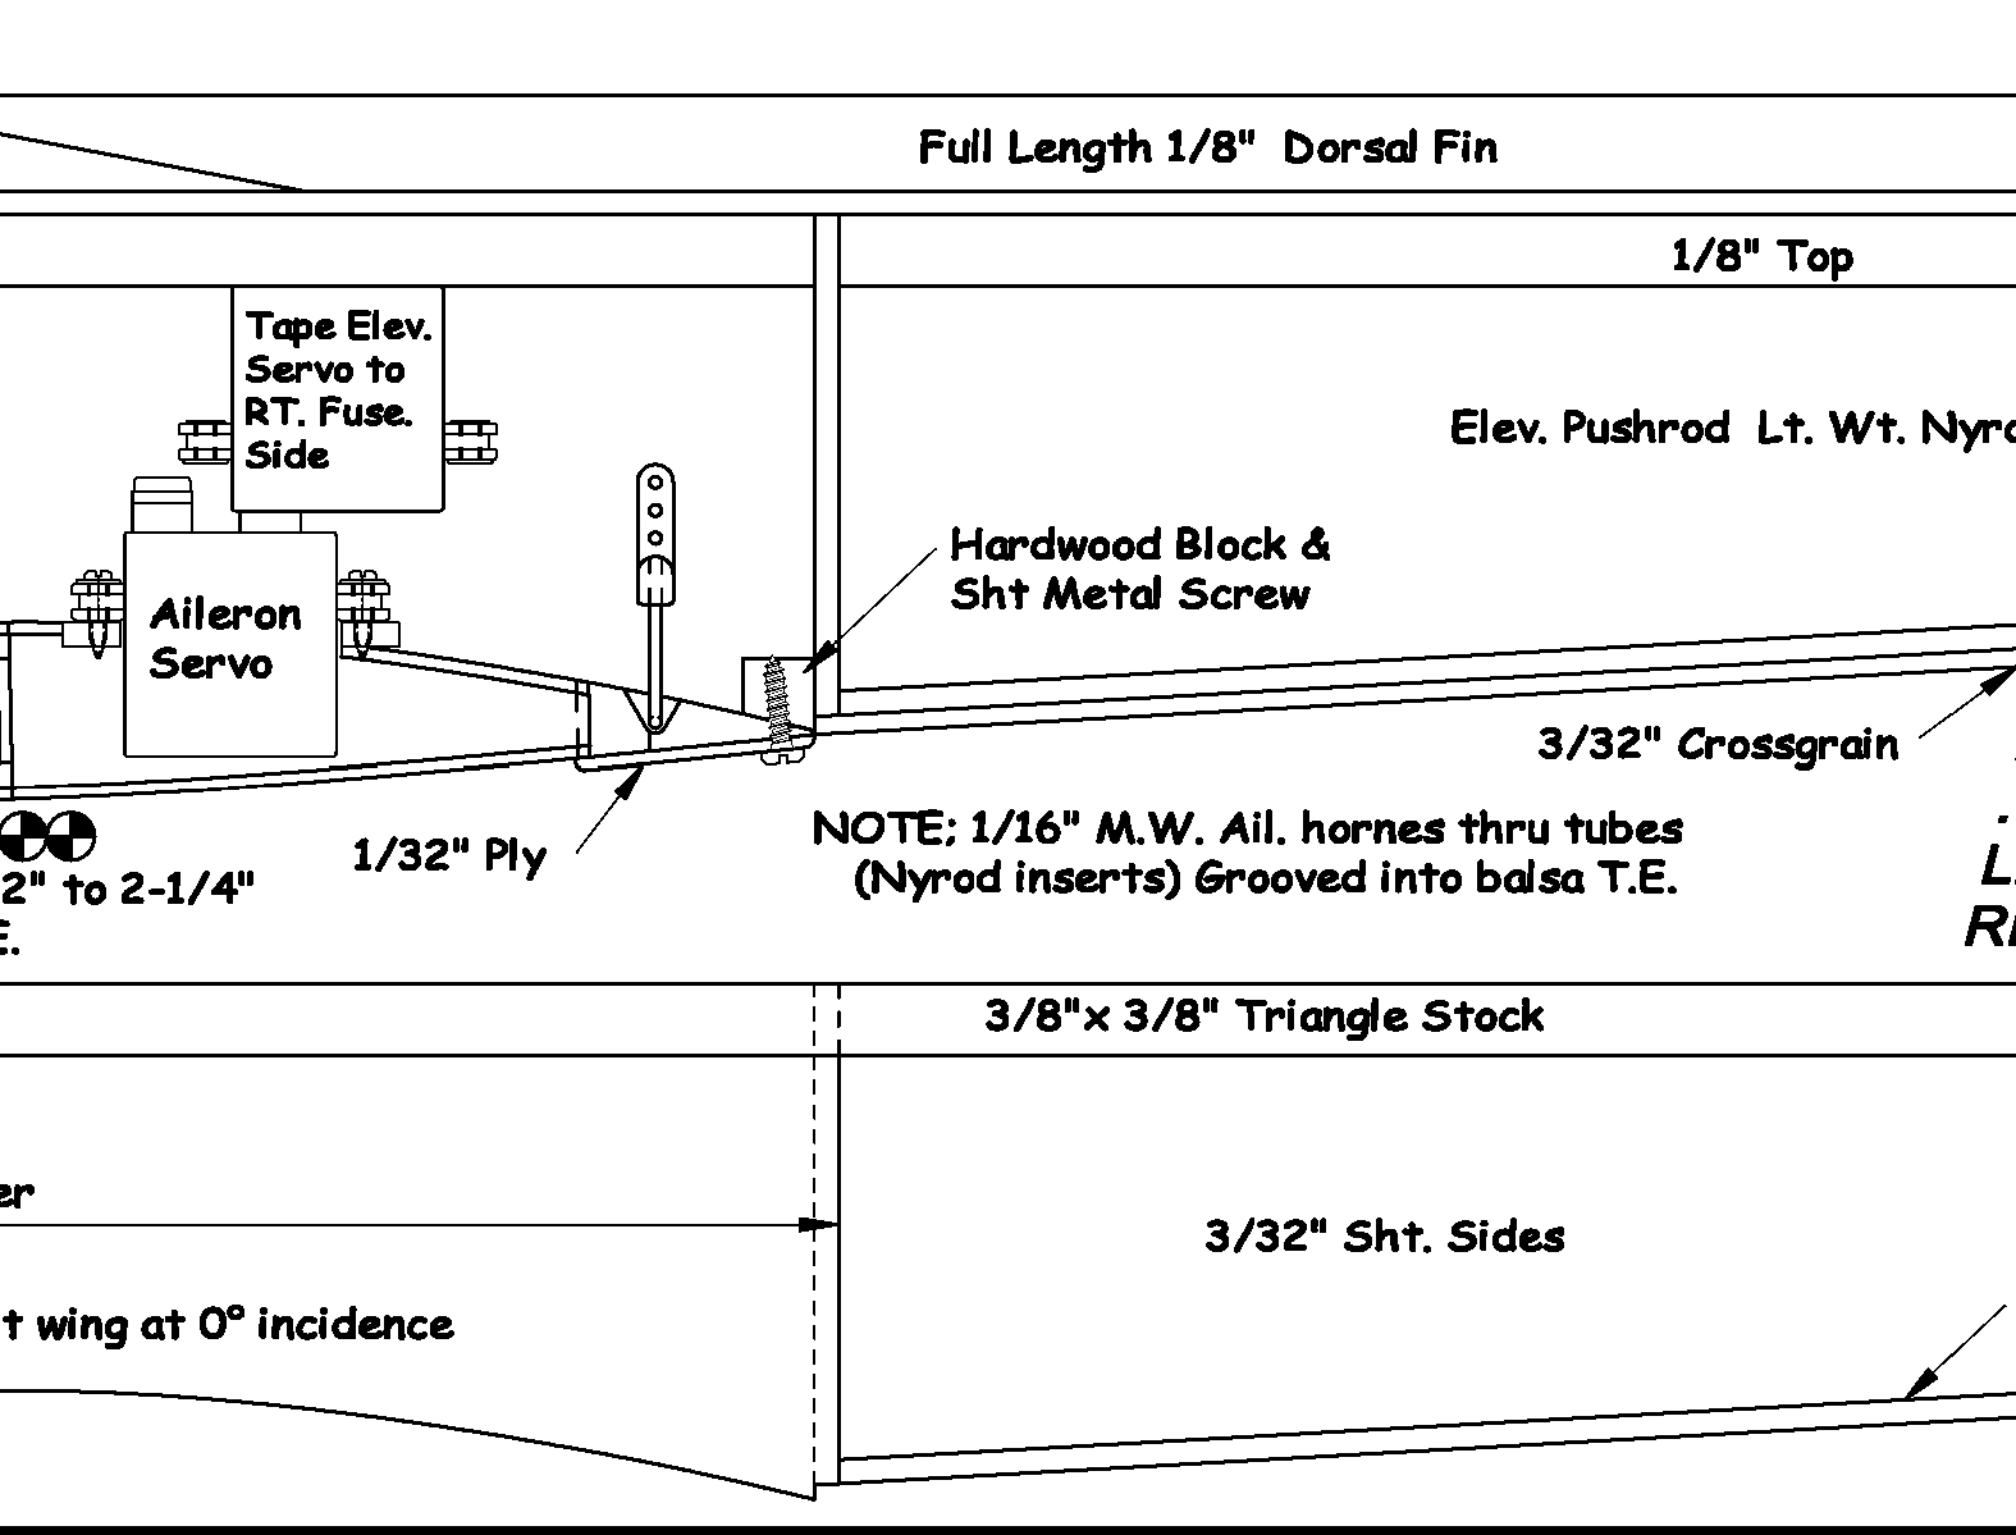 Full Length 1/8" Dorsal Fin
1/8" Top
Tape Elev.
Servo to
RT. Fuse.
Side
Elev. Pushrod Lt. Wt.
Hardwood Block &
Sht Metal Screw
Aileron
Servo
3/32" Crossgrain
1/32" Ply
NOTE; 1/16" M.W. Ail. hornes thru tubes
(Nyrod inserts) Grooved into balsa T.E.
2" to 2-1/4"
3/8"x 3/8" Triangle Stock
3/32" Sht. Sides
wing at 0° incidence